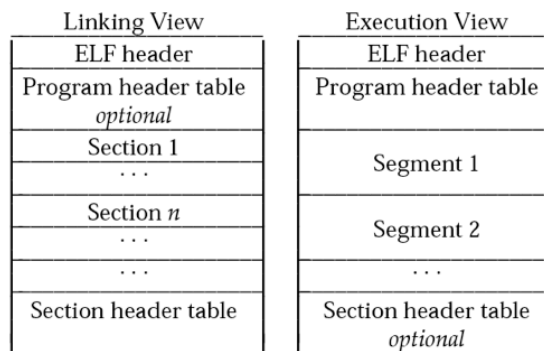 Linking View
ELF header
Program header table
optional
Section 1
. . .
Section n
. . .
. . .
Section header table
Execution View
ELF header
Program header table
Segment 1
Segment 2
. . .
Section header table
optional